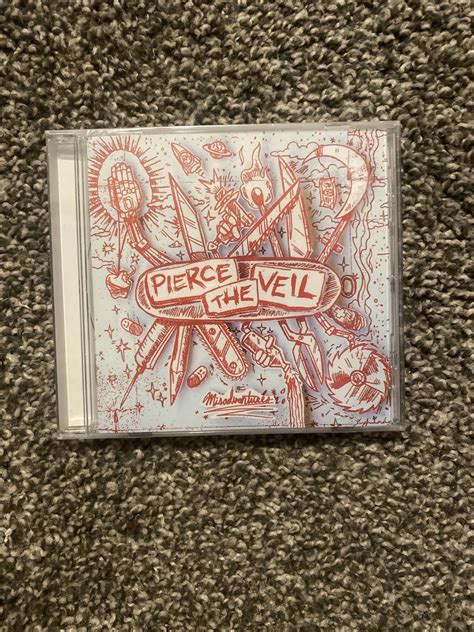 PIERCE
THE
VEIL
Misadventures